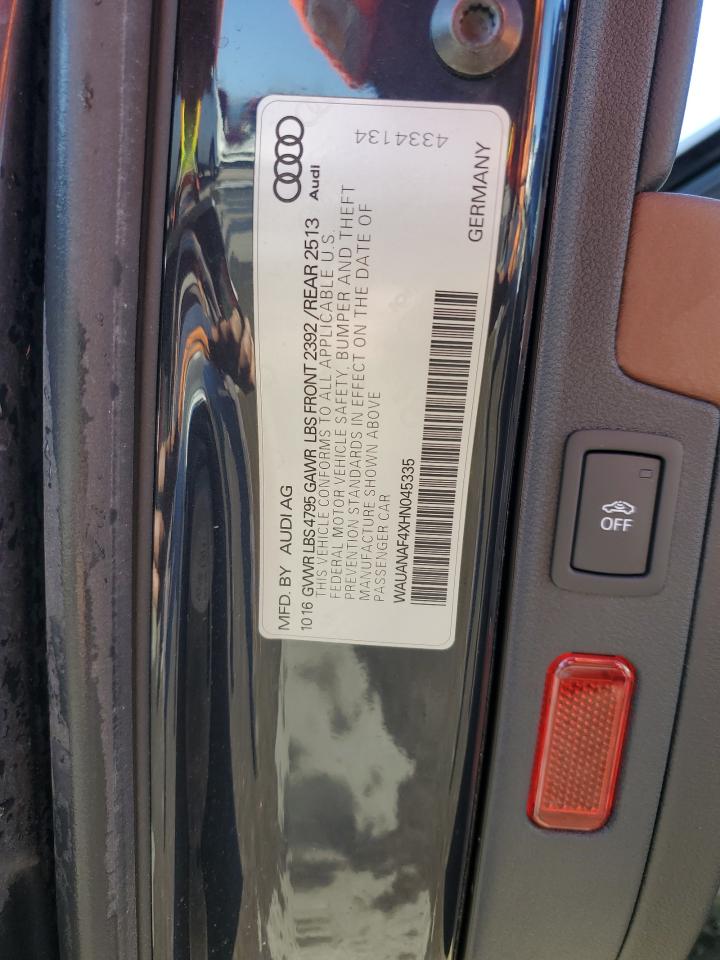 Audi
4334134
MFD. BY AUDI AG
1016 GVWR LBS 4795 GAWR LBS FRONT 2392/REAR 2513
THIS VEHICLE CONFORMS TO ALL APPLICABLE U.S.
FEDERAL MOTOR VEHICLE SAFETY, BUMPER AND THEFT
PREVENTION STANDARDS IN EFFECT ON THE DATE OF
MANUFACTURE SHOWN ABOVE
PASSENGER CAR
WAUANAF4XHN045335
GERMANY
OFF